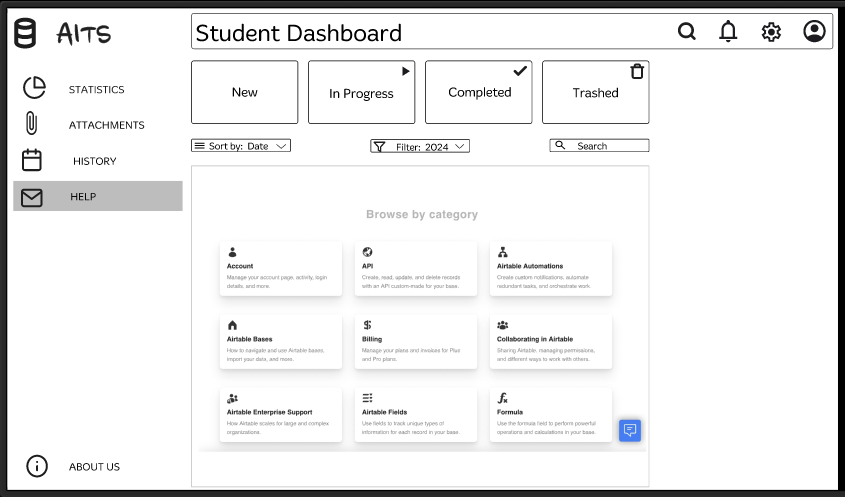 AITS
Student Dashboard
STATISTICS
ATTACHMENTS
HISTORY
HELP
ABOUT US
New
In Progress
Completed
Trashed
Sort by: Date
Filter: 2024
Search
Browse by category
Account
Manage your account page, activity, login
details, and more.
API
Create, read, update, and delete records
with an API custom-made for your base.
Airtable Automations
Create custom notifications, automate
redundant tasks, and orchestrate work.
Airtable Bases
How to navigate and use Airtable bases,
import your data, and more.
Billing
Manage your plans and invoices for Plus
and Pro plans.
Collaborating in Airtable
Sharing Airtable, managing permissions,
and different ways to work with others.
Airtable Enterprise Support
How Airtable scales for large and complex
organizations.
Airtable Fields
Use fields to track unique types of
information for each record in your base.
Formula
Use the formula field to perform powerful
operations and calculations in your base.